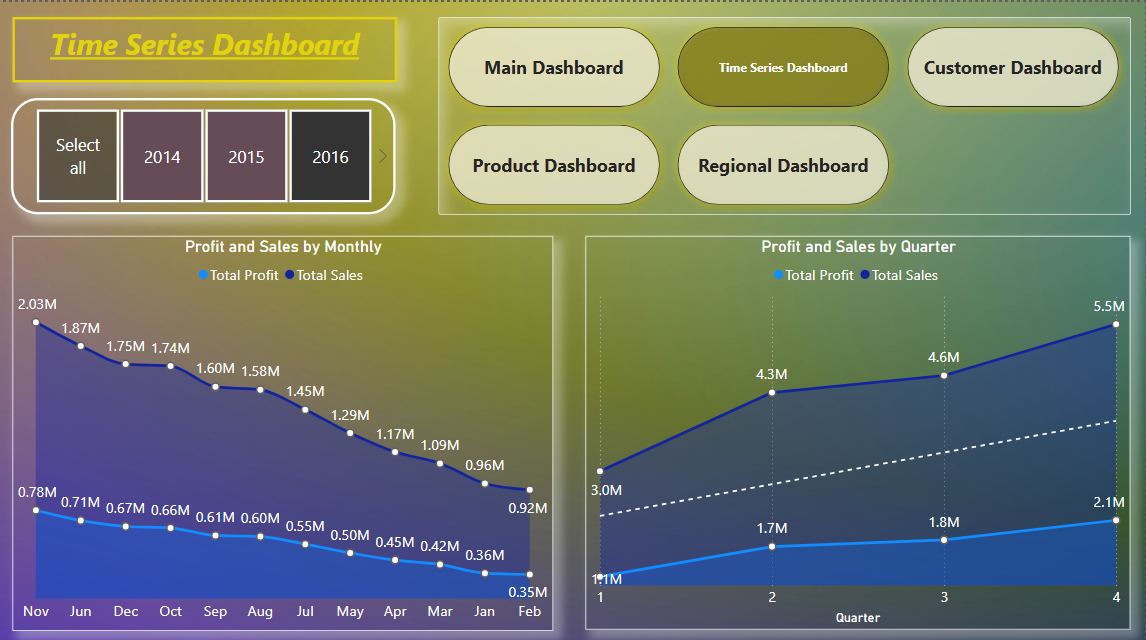 Time Series Dashboard
Main Dashboard
Time Series Dashboard
Customer Dashboard
Product Dashboard
Regional Dashboard
Select
all
2014
2015
2016
Profit and Sales by Monthly
Total Profit Total Sales
2.03M
1.87M
1.75M
1.74M
1.60M
1.58M
1.45M
1.29M
1.17M
1.09M
0.96M
0.92M
0.78M
0.71M
0.67M
0.66M
0.61M
0.60M
0.55M
0.50M
0.45M
0.42M
0.36M
0.35M
Nov Jun Dec Oct Sep Aug Jul May Apr Mar Jan Feb
Profit and Sales by Quarter
Total Profit Total Sales
5.5M
4.6M
4.3M
3.0M
2.1M
1.8M
1.7M
1.1M
1 2 3 4
Quarter